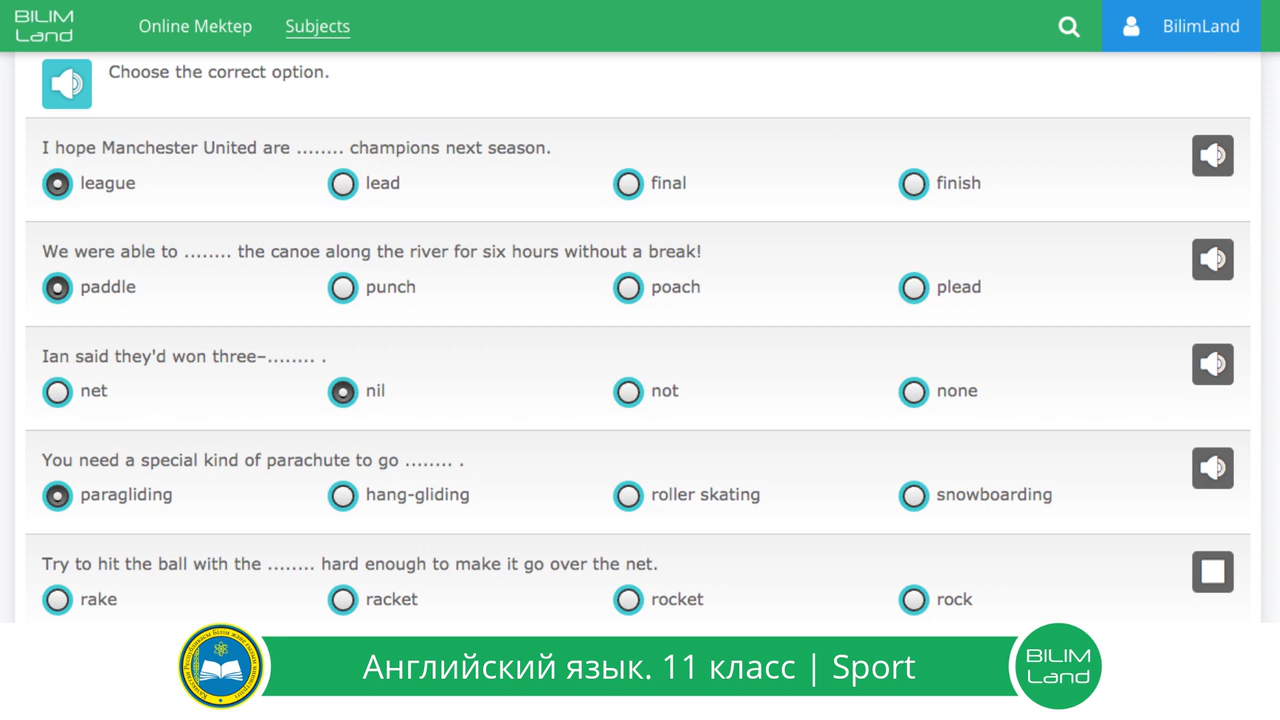 BILIM
Land
Online Mektep
Subjects
BilimLand
Choose the correct option.
I hope Manchester United are ........ champions next season.
league
lead
final
finish
We were able to ........ the canoe along the river for six hours without a break!
paddle
punch
poach
plead
Ian said they'd won three–........ .
net
nil
not
none
You need a special kind of parachute to go ........ .
paragliding
hang-gliding
roller skating
snowboarding
Try to hit the ball with the ........ hard enough to make it go over the net.
rake
racket
rocket
rock
Английский язык. 11 класс | Sport
BILIM
Land